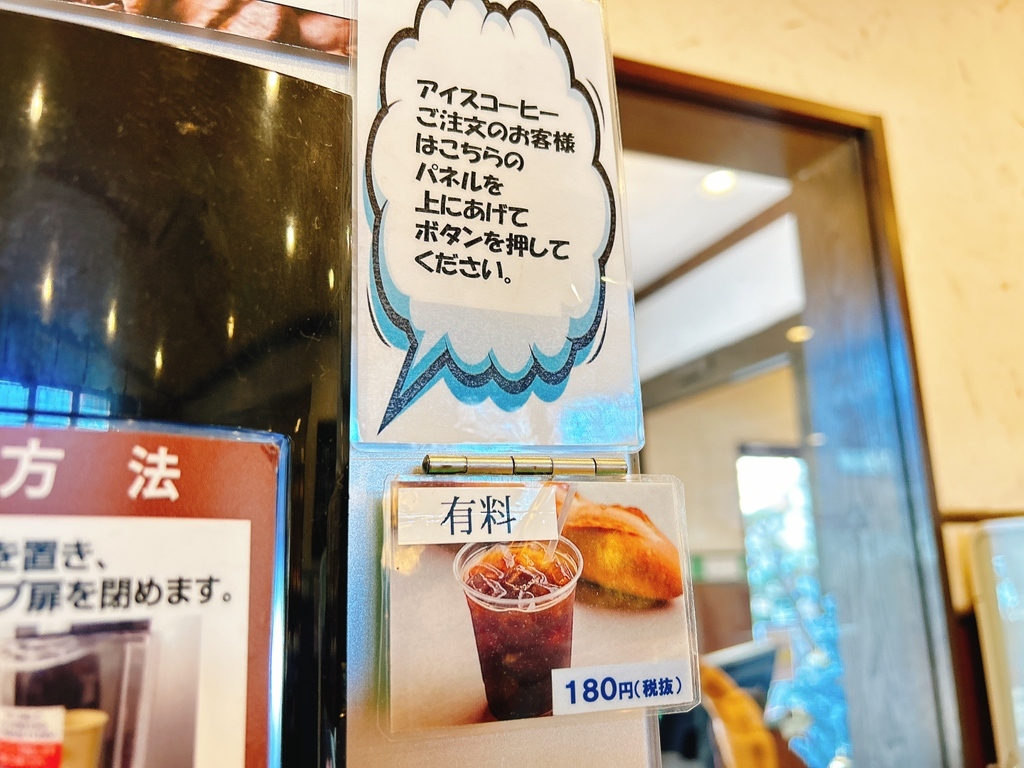 アイスコーヒー
ご注文のお客様
はこちらの
パネルを
上にあげて
ボタンを押して
ください。
有料
180円(税抜)
方法
を置き、
プ扉を閉めます。